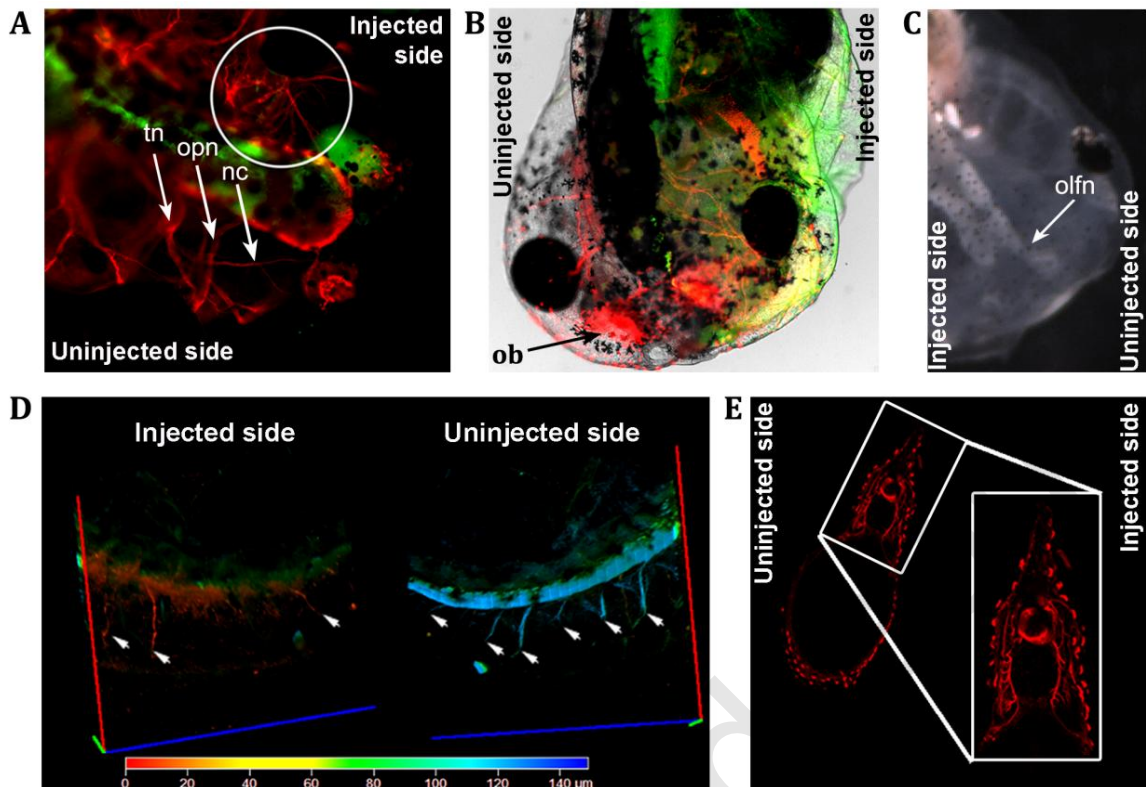 A
Injected
side
tn
opn
nc
Uninjected side
B
Uninjected side
Injected side
ob
C
olfn
Injected side
Uninjected side
D
Injected side
Uninjected side
0 20 40 60 80 100 120 140 µm
E
Uninjected side
Injected side